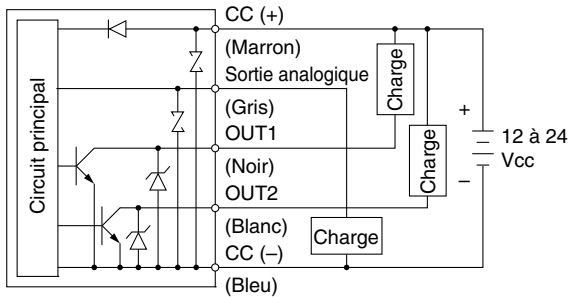 Circuit principal
CC (+)
(Marron)
Sortie analogique
(Gris)
OUT1
(Noir)
OUT2
(Blanc)
CC (–)
(Bleu)
Charge
Charge
Charge
+
–
12 à 24
Vcc